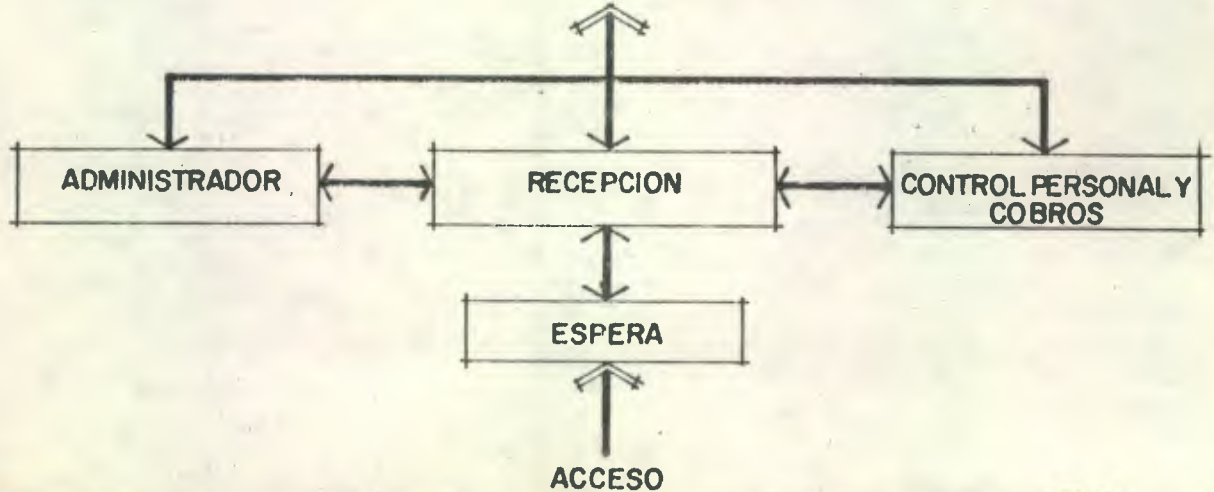 ADMINISTRADOR
RECEPCION
CONTROL PERSONAL Y
COBROS
ESPERA
ACCESO